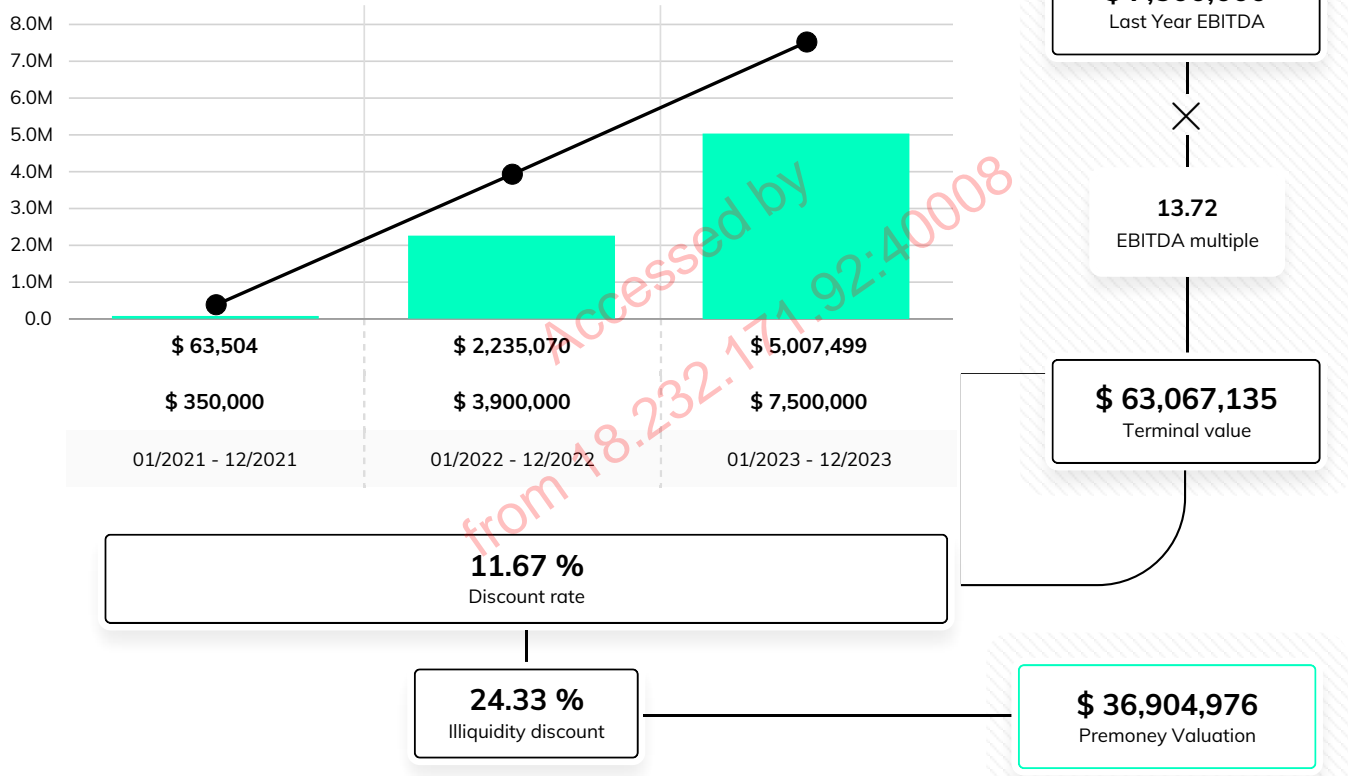 8.0M
7.0M
6.0M
5.0M
4.0M
3.0M
2.0M
1.0M
0.0
$ 63,504 $ 2,235,070 $ 5,007,499
$ 350,000 $ 3,900,000 $ 7,500,000
01/2021 - 12/2021 01/2022 - 12/2022 01/2023 - 12/2023
Last Year EBITDA
13.72
EBITDA multiple
$ 63,067,135
Terminal value
11.67 %
Discount rate
24.33 %
Illiquidity discount
$ 36,904,976
Premoney Valuation
Accessed by
from 18.232.171.92:40008